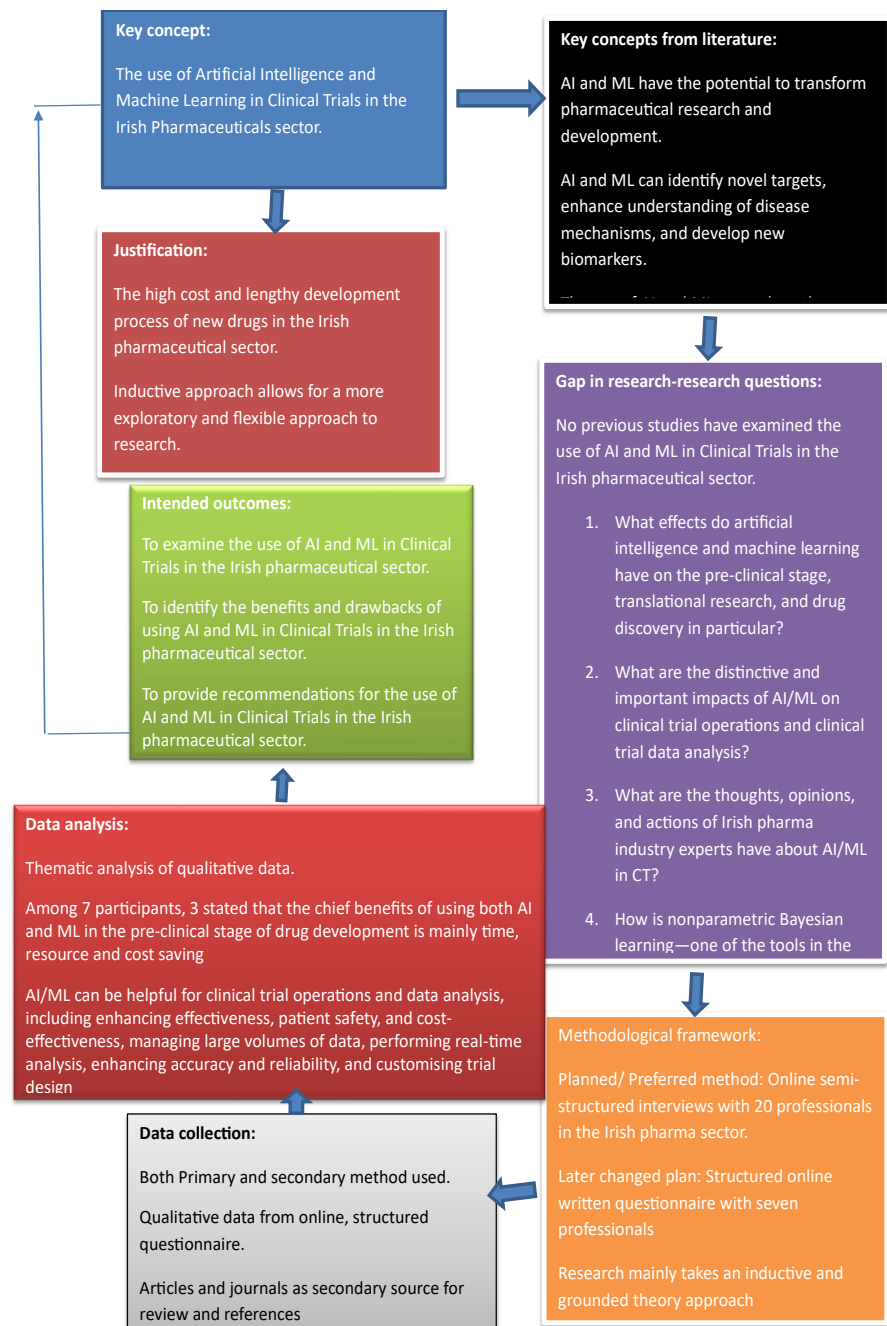 Key concept:
The use of Artificial Intelligence and
Machine Learning in Clinical Trials in the
Irish Pharmaceuticals sector.
Key concepts from literature:
AI and ML have the potential to transform
pharmaceutical research and
development.
AI and ML can identify novel targets,
enhance understanding of disease
mechanisms, and develop new
biomarkers.
Justification:
The high cost and lengthy development
process of new drugs in the Irish
pharmaceutical sector.
Inductive approach allows for a more
exploratory and flexible approach to
research.
Gap in research-research questions:
No previous studies have examined the
use of AI and ML in Clinical Trials in the
Irish pharmaceutical sector.
1. What effects do artificial
intelligence and machine learning
have on the pre-clinical stage,
translational research, and drug
discovery in particular?
2. What are the distinctive and
important impacts of AI/ML on
clinical trial operations and clinical
trial data analysis?
3. What are the thoughts, opinions,
and actions of Irish pharma
industry experts have about AI/ML
in CT?
4. How is nonparametric Bayesian
learning—one of the tools in the
Intended outcomes:
To examine the use of AI and ML in Clinical
Trials in the Irish pharmaceutical sector.
To identify the benefits and drawbacks of
using AI and ML in Clinical Trials in the Irish
pharmaceutical sector.
To provide recommendations for the use of
AI and ML in Clinical Trials in the Irish
pharmaceutical sector.
Data analysis:
Thematic analysis of qualitative data.
Among 7 participants, 3 stated that the chief benefits of using both AI
and ML in the pre-clinical stage of drug development is mainly time,
resource and cost saving
AI/ML can be helpful for clinical trial operations and data analysis,
including enhancing effectiveness, patient safety, and cost-
effectiveness, managing large volumes of data, performing real-time
analysis, enhancing accuracy and reliability, and customising trial
design
Methodological framework:
Planned/ Preferred method: Online semi-
structured interviews with 20 professionals
in the Irish pharma sector.
Later changed plan: Structured online
written questionnaire with seven
professionals
Research mainly takes an inductive and
grounded theory approach
Data collection:
Both Primary and secondary method used.
Qualitative data from online, structured
questionnaire.
Articles and journals as secondary source for
review and references